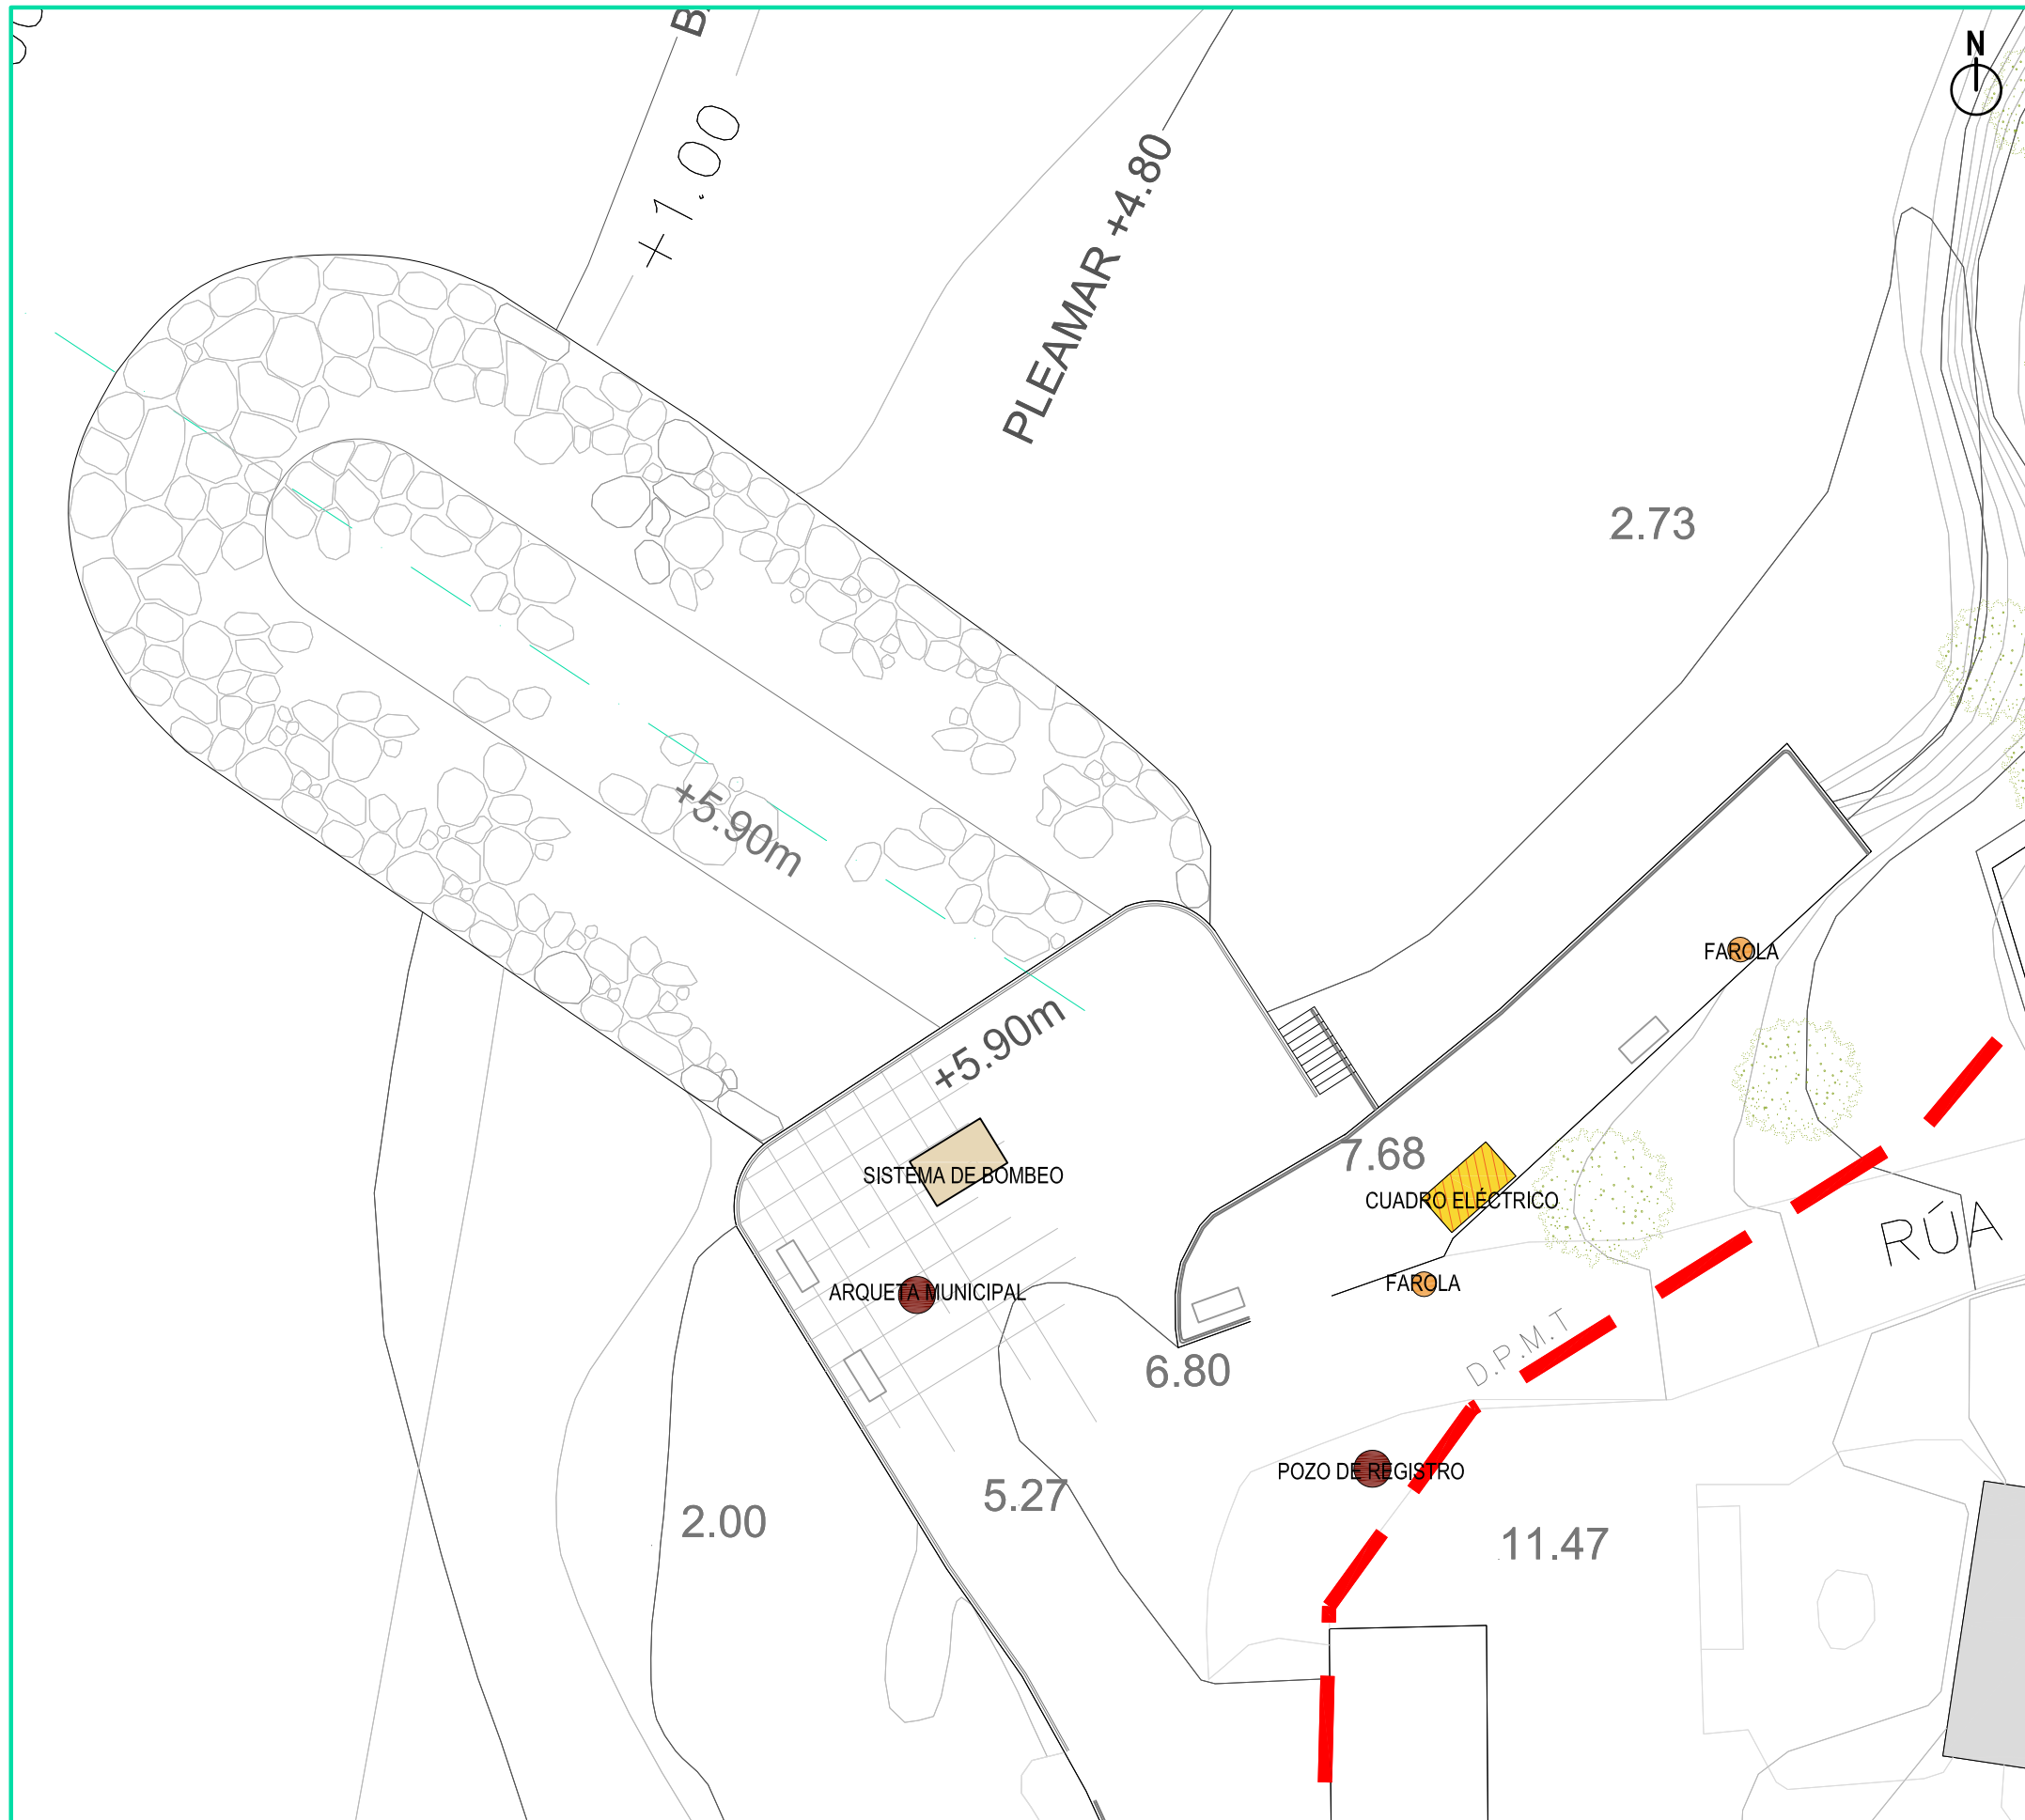 N
+1.00
PLEAMAR +4.80
2.73
+5.90m
FAROLA
+5.90m
7.68
SISTEMA DE BOMBEO
CUADRO ELÉCTRICO
RÚA
ARQUETA MUNICIPAL
FAROLA
D.P.M.T
6.80
POZO DE REGISTRO
5.27
2.00
11.47